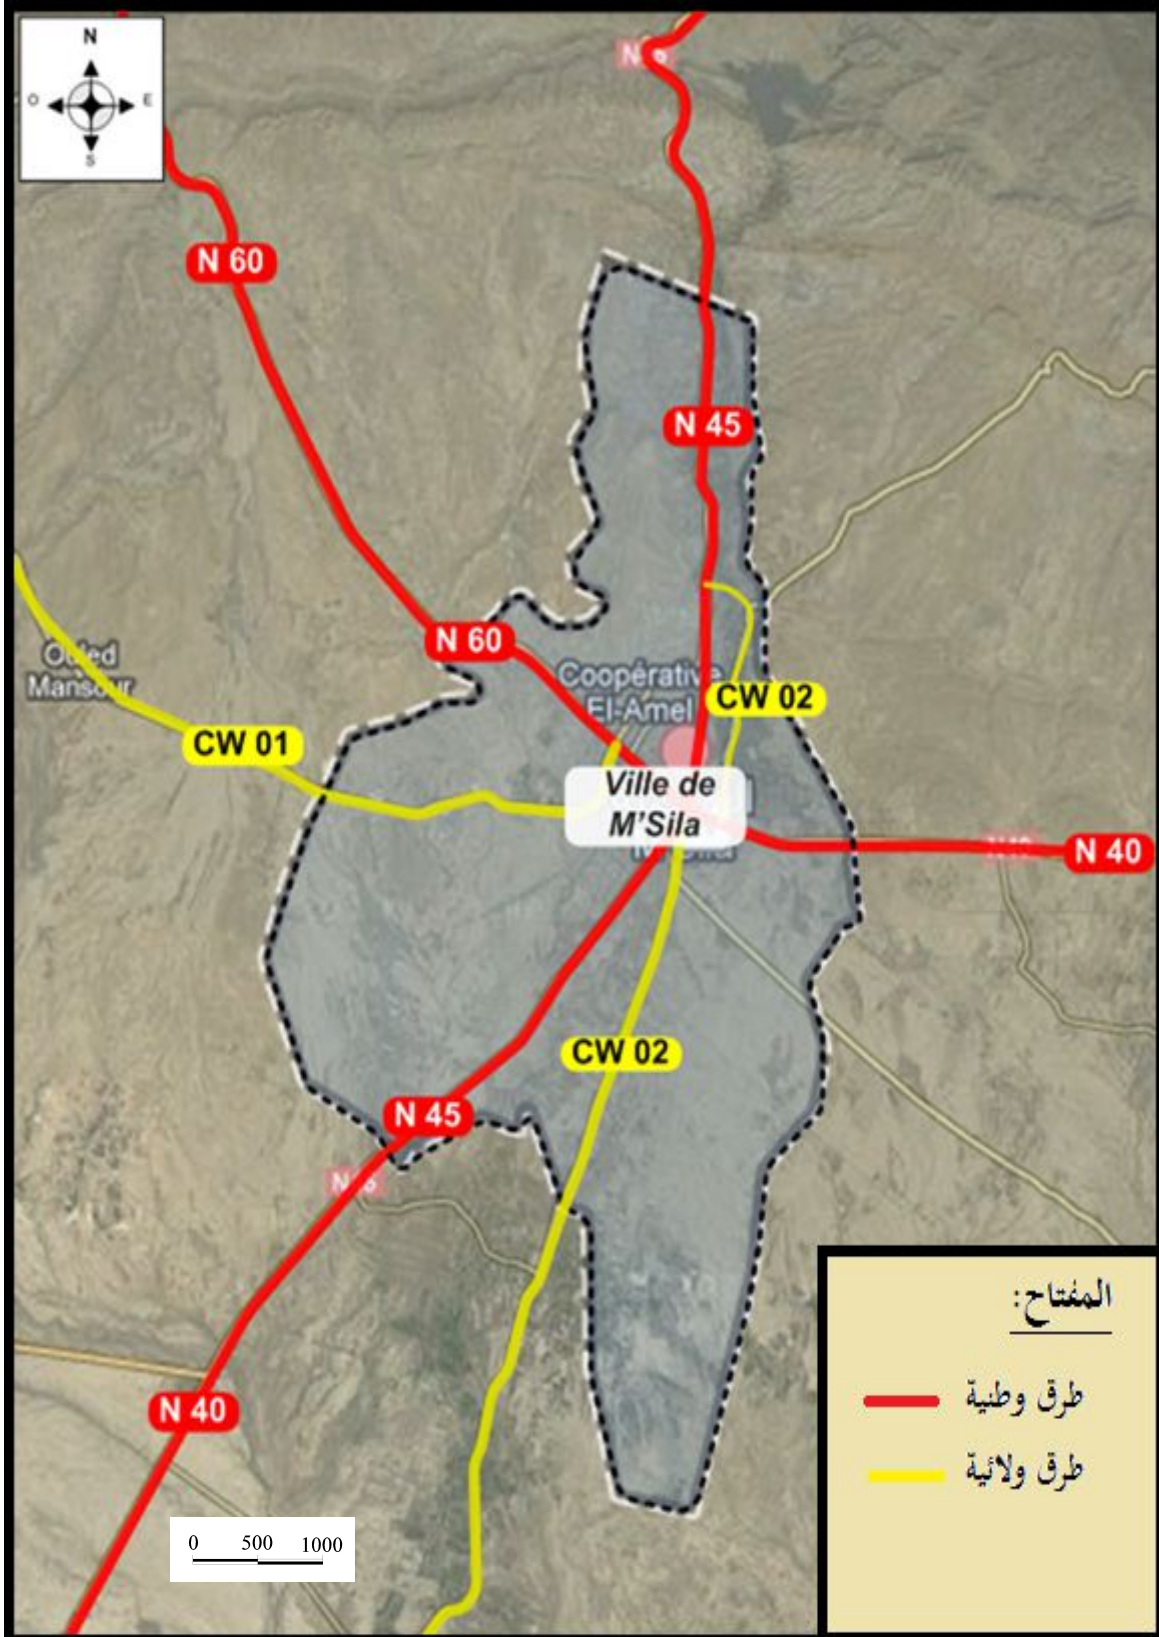 N
O
E
S
N 60
N 45
N 60
Ouled
Mansour
Coopérative
El-Amel
CW 02
CW 01
Ville de
M'Sila
N 40
CW 02
N 45
N 40
المفتاح:
طرق وطنية
طرق ولائية
0 500 1000